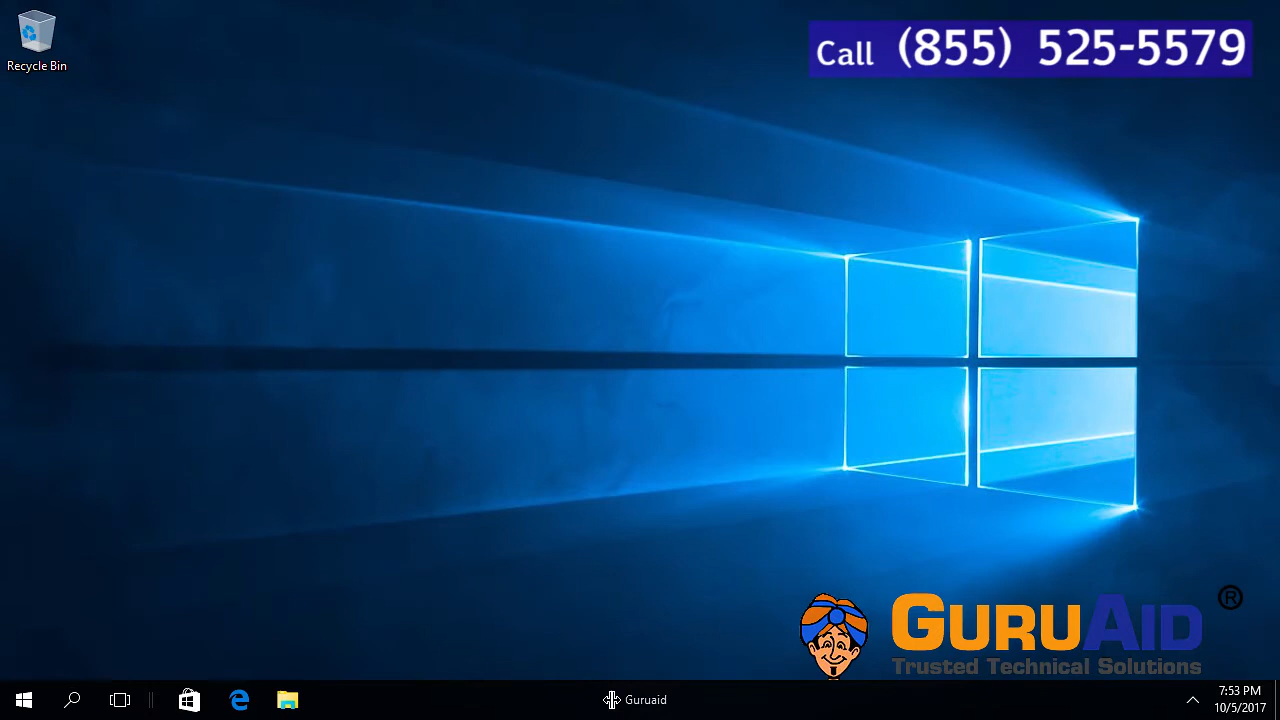 Recycle Bin
Call (855) 525-5579
GURUAID ®
Trusted Technical Solutions
Guruaid
7:53 PM
10/5/2017